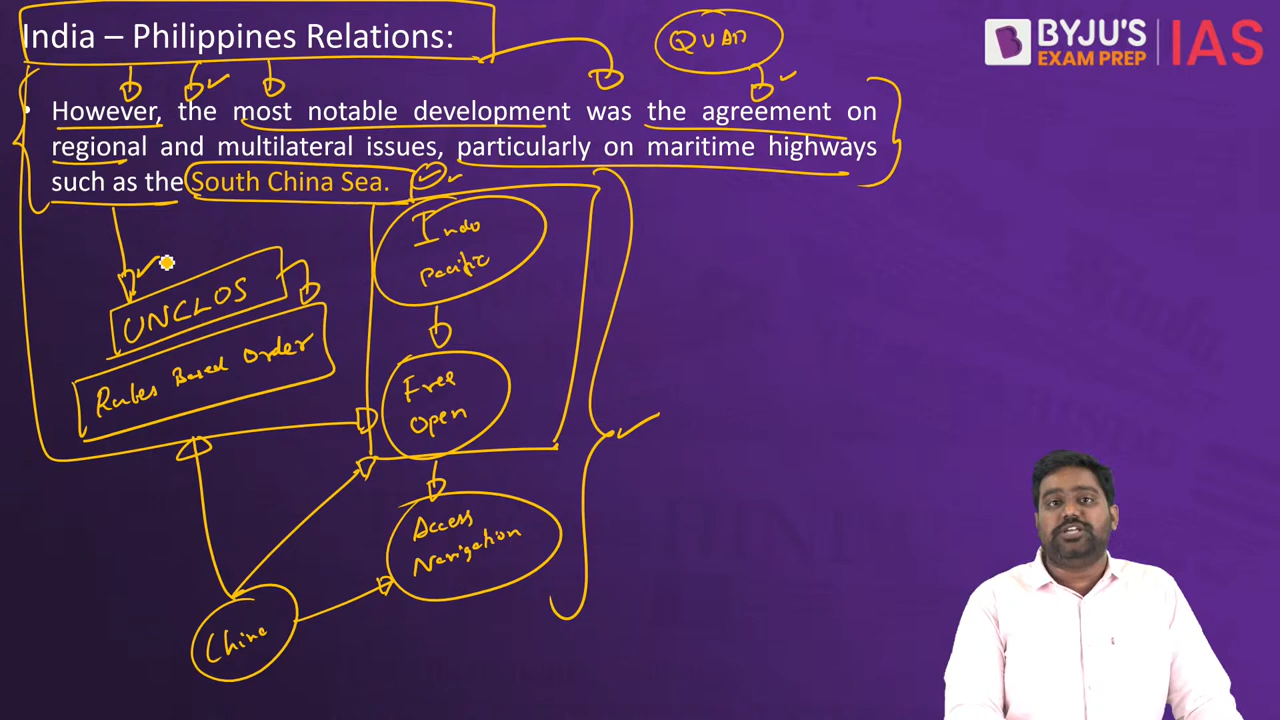 India – Philippines Relations:
QUAD
BYJU'S
EXAM PREP
IAS
• However, the most notable development was the agreement on
regional and multilateral issues, particularly on maritime highways
such as the South China Sea.
Indo
Pacific
UNCLOS
Rules Based Order
Free
Open
Access
Navigation
China